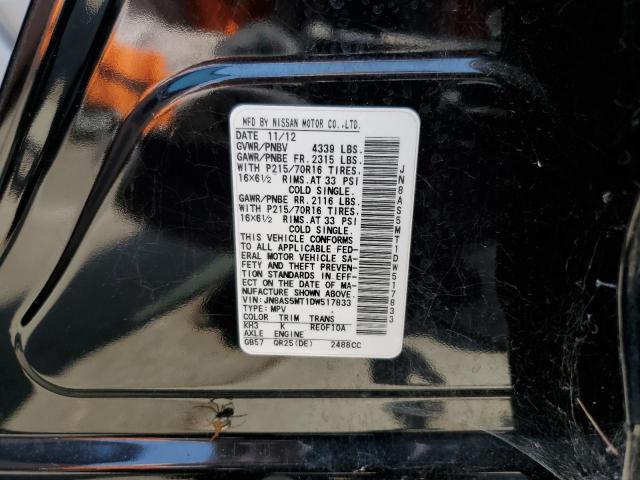 MFD BY NISSAN MOTOR CO.,LTD.
DATE 11/12
GVWR/PNBV 4339 LBS.
GAWR/PNBE FR. 2315 LBS.
WITH P215/70R16 TIRES.
16X6½ RIMS.AT 33 PSI
COLD SINGLE.
GAWR/PNBE RR. 2116 LBS.
WITH P215/70R16 TIRES.
16X6½ RIMS.AT 33 PSI
COLD SINGLE.
THIS VEHICLE CONFORMS
TO ALL APPLICABLE FED-
ERAL MOTOR VEHICLE SA-
FETY AND THEFT PREVEN-
TION STANDARDS IN EFF-
ECT ON THE DATE OF MA-
NUFACTURE SHOWN ABOVE.
VIN: JN8AS5MT1DW517833
TYPE: MPV
COLOR TRIM TRANS
KH3 K RE0F10A
AXLE ENGINE
GB57 QR25(DE) 2488CC
JN8AS5MT1DW517833